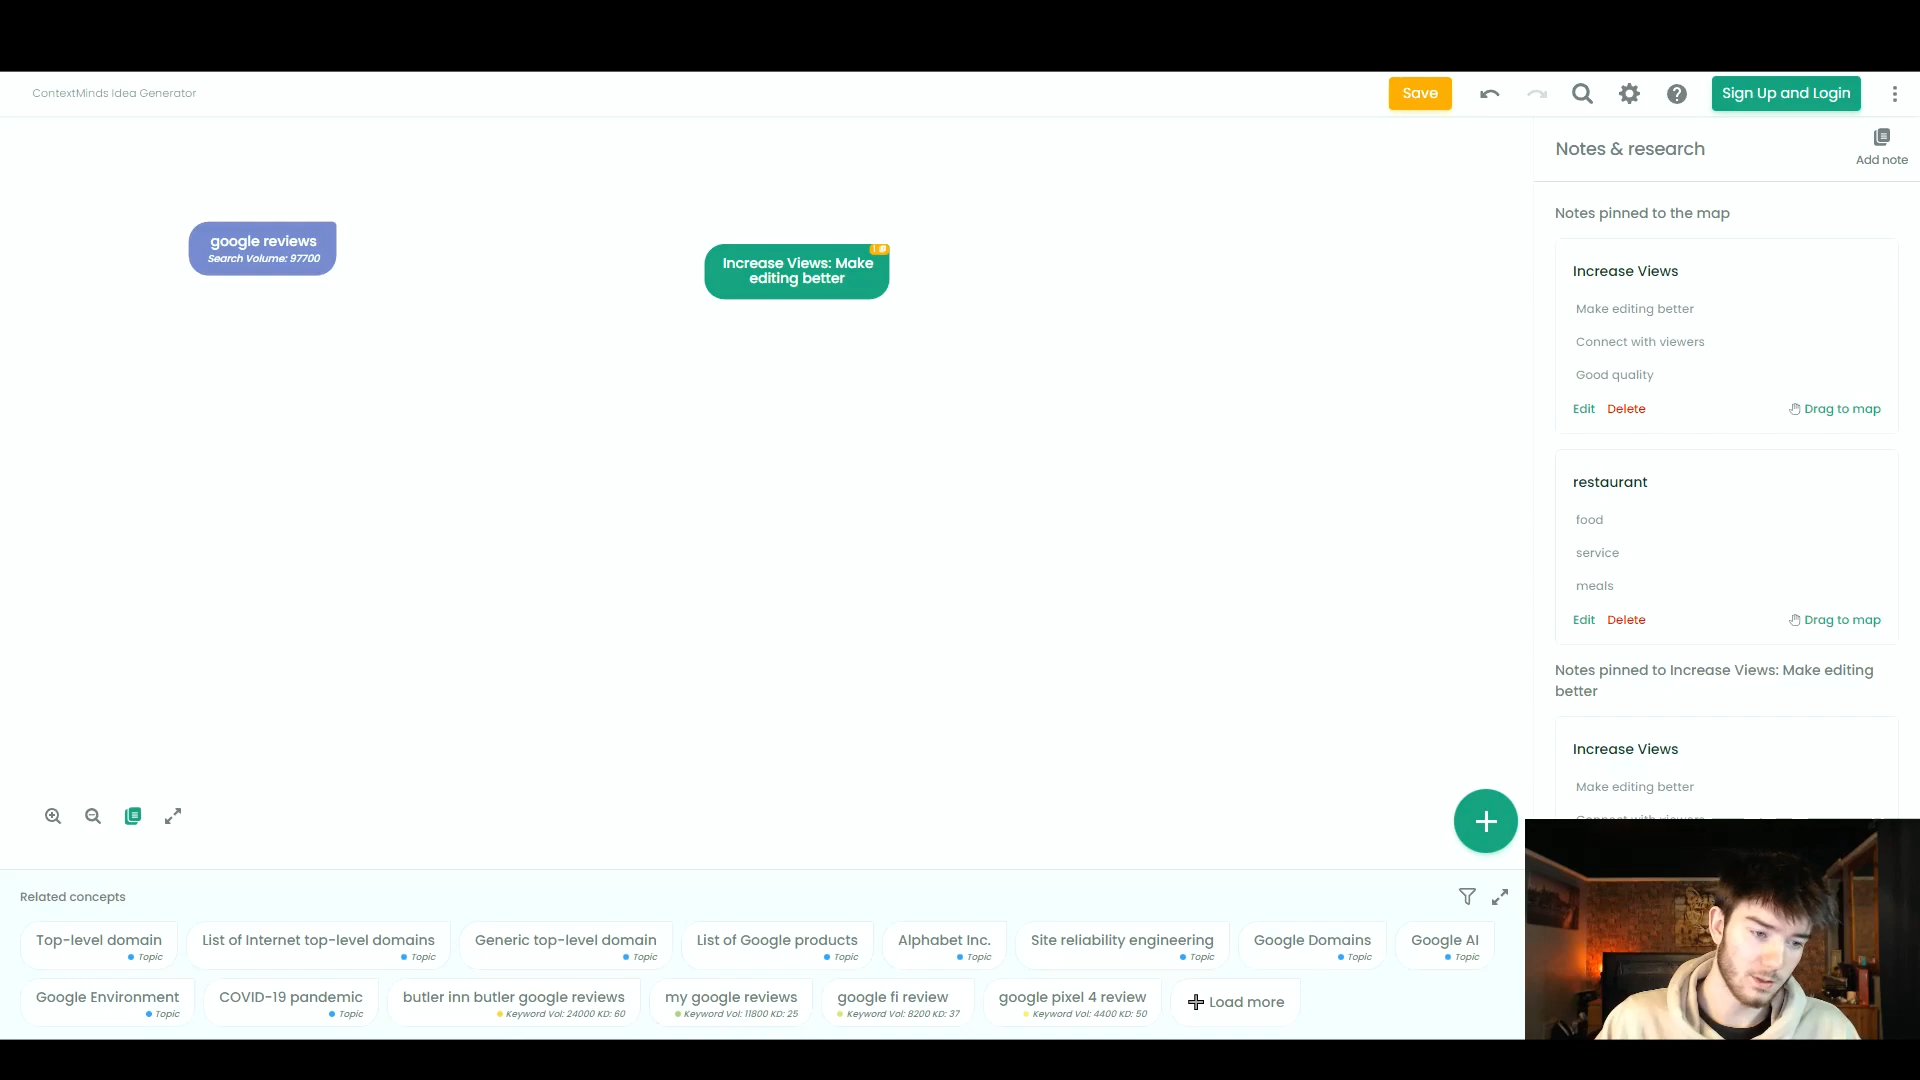 ContextMinds Idea Generator
Save
Sign Up and Login
Notes & research
Add note
google reviews
Search Volume: 97700
Increase Views: Make
editing better
1
Notes pinned to the map
Increase Views
Make editing better
Connect with viewers
Good quality
Edit Delete Drag to map
restaurant
food
service
meals
Edit Delete Drag to map
Notes pinned to Increase Views: Make editing
better
Increase Views
Make editing better
Connect with viewers
Related concepts
Top-level domain
Topic
List of Internet top-level domains
Topic
Generic top-level domain
Topic
List of Google products
Topic
Alphabet Inc.
Topic
Site reliability engineering
Topic
Google Domains
Topic
Google AI
Topic
Google Environment
Topic
COVID-19 pandemic
Topic
butler inn butler google reviews
Keyword Vol: 24000 KD: 60
my google reviews
Keyword Vol: 11800 KD: 25
google fi review
Keyword Vol: 8200 KD: 37
google pixel 4 review
Keyword Vol: 4400 KD: 50
Load more